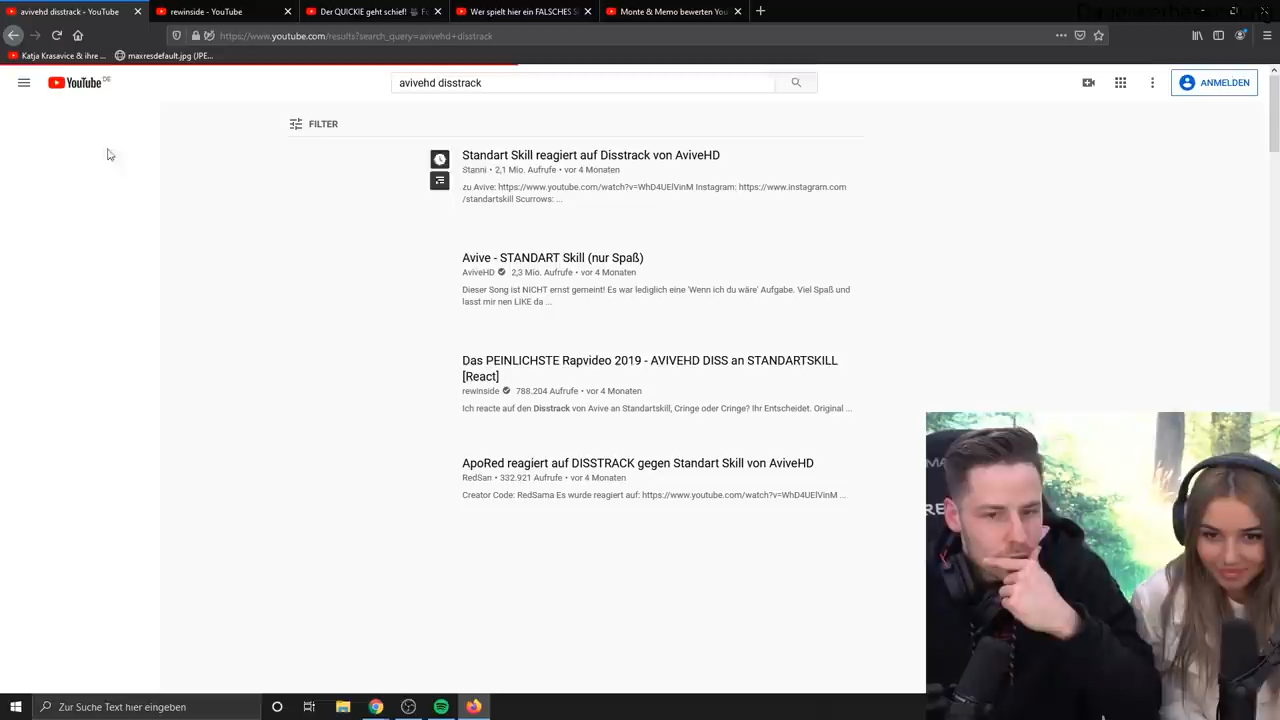 avivehd disstrack - YouTube
rewinside - YouTube
Der QUICKIE geht schief!
Wer spielt hier ein FALSCHES S
Monte & Memo bewerten You
https://www.youtube.com/results?search_query=avivehd+disstrack
Katja Krasavice & ihre ...
maxresdefault.jpg (JPE...
YouTube DE
avivehd disstrack
ANMELDEN
FILTER
Standart Skill reagiert auf Disstrack von AviveHD
Stanni • 2,1 Mio. Aufrufe • vor 4 Monaten
zu Avive: https://www.youtube.com/watch?v=WhD4UElVinM Instagram: https://www.instagram.com
/standartskill Scurrows: ...
Avive - STANDART Skill (nur Spaß)
AviveHD 2,3 Mio. Aufrufe • vor 4 Monaten
Dieser Song ist NICHT ernst gemeint! Es war lediglich eine 'Wenn ich du wäre' Aufgabe. Viel Spaß und
lasst mir nen LIKE da ...
Das PEINLICHSTE Rapvideo 2019 - AVIVEHD DISS an STANDARTSKILL
[React]
rewinside 788.204 Aufrufe • vor 4 Monaten
Ich reacte auf den Disstrack von Avive an Standartskill, Cringe oder Cringe? Ihr Entscheidet. Original ...
ApoRed reagiert auf DISSTRACK gegen Standart Skill von AviveHD
RedSan • 332.921 Aufrufe • vor 4 Monaten
Creator Code: RedSama Es wurde reagiert auf: https://www.youtube.com/watch?v=WhD4UElVinM ...
Zur Suche Text hier eingeben